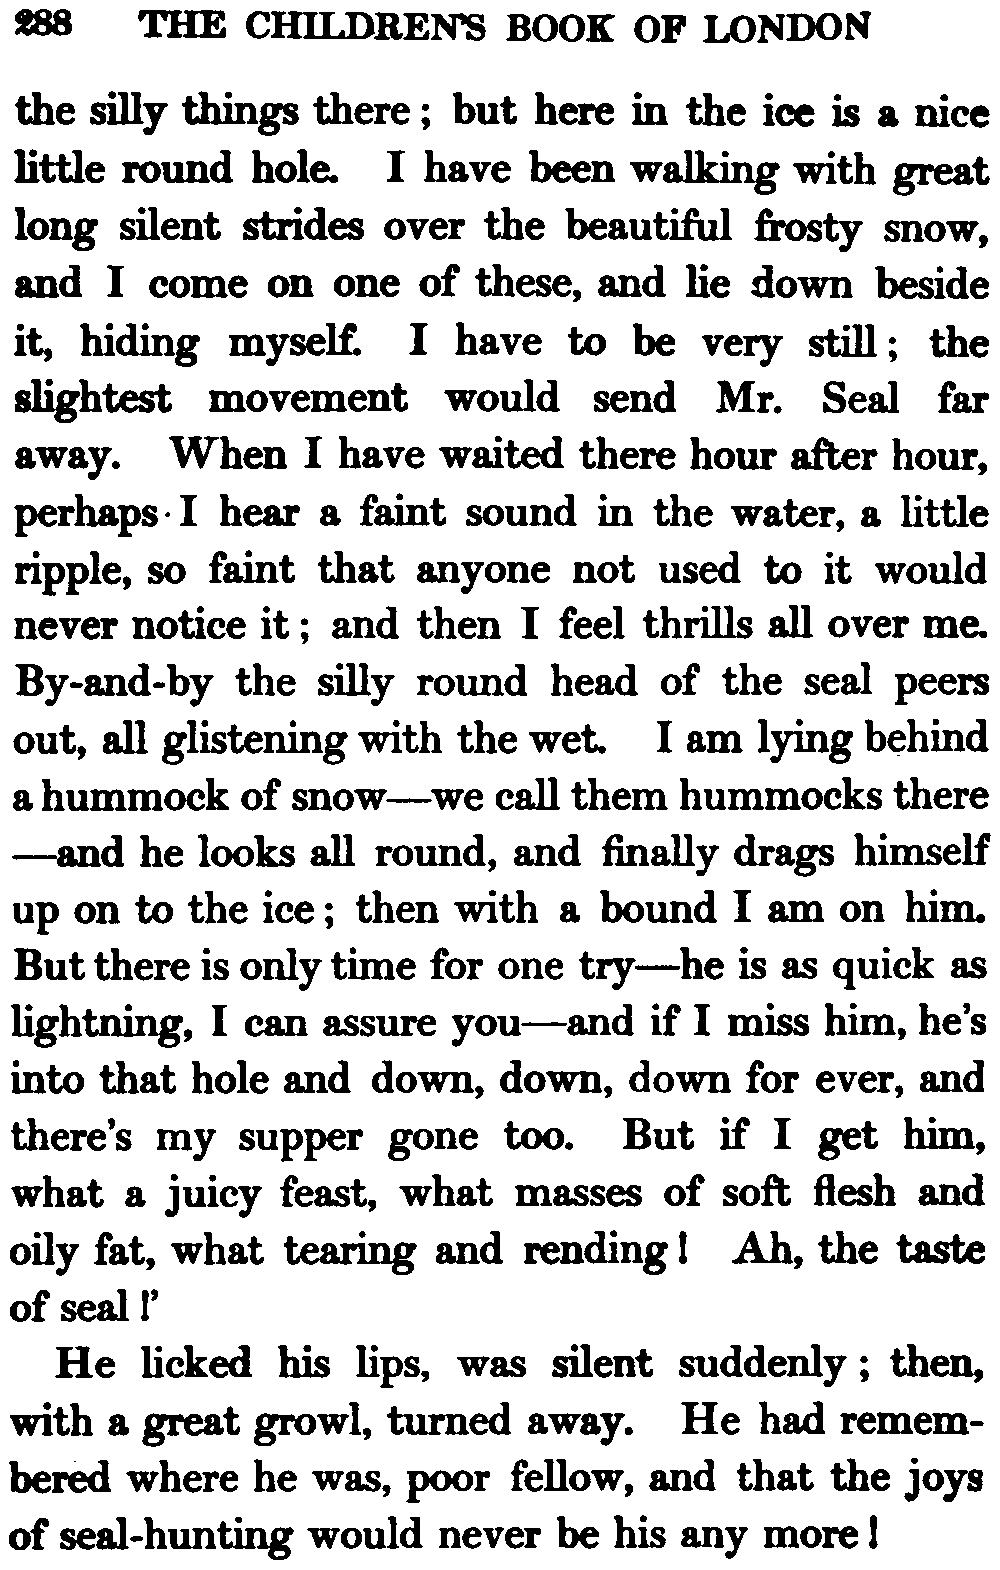 288 THE CHILDREN'S BOOK OF LONDON
the silly things there; but here in the ice is a nice
little round hole. I have been walking with great
long silent strides over the beautiful frosty snow,
and I come on one of these, and lie down beside
it, hiding myself. I have to be very still; the
slightest movement would send Mr. Seal far
away. When I have waited there hour after hour,
perhaps I hear a faint sound in the water, a little
ripple, so faint that anyone not used to it would
never notice it; and then I feel thrills all over me.
By-and-by the silly round head of the seal peers
out, all glistening with the wet. I am lying behind
a hummock of snow—we call them hummocks there
—and he looks all round, and finally drags himself
up on to the ice; then with a bound I am on him.
But there is only time for one try—he is as quick as
lightning, I can assure you—and if I miss him, he's
into that hole and down, down, down for ever, and
there's my supper gone too. But if I get him,
what a juicy feast, what masses of soft flesh and
oily fat, what tearing and rending! Ah, the taste
of seal!'
He licked his lips, was silent suddenly; then,
with a great growl, turned away. He had remem-
bered where he was, poor fellow, and that the joys
of seal-hunting would never be his any more!